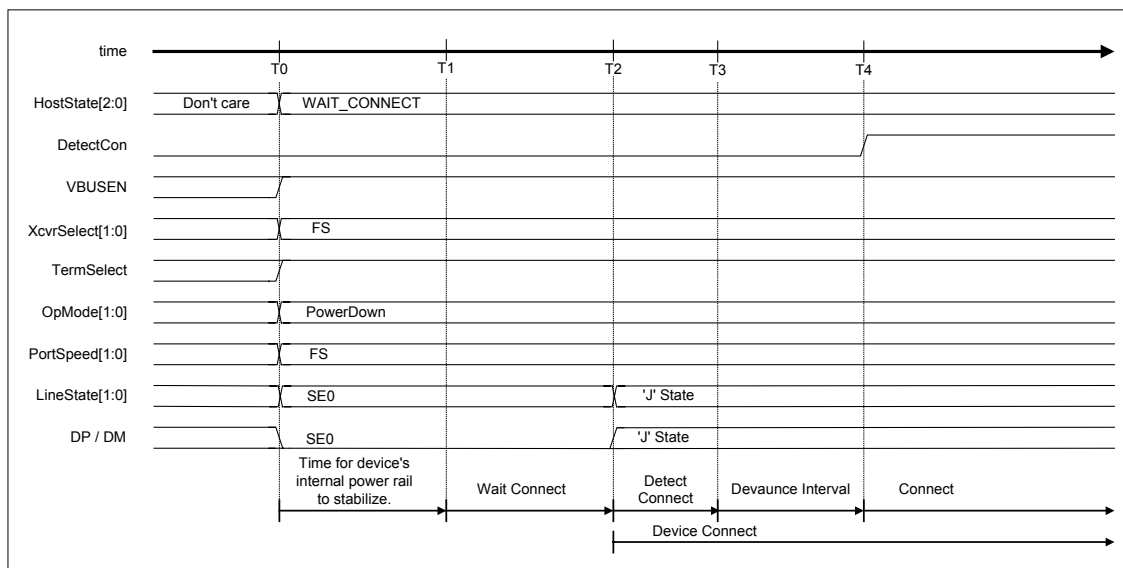 time
T0 T1 T2 T3 T4
HostState[2:0] Don't care WAIT_CONNECT
DetectCon
VBUSEN
XcvrSelect[1:0] FS
TermSelect
OpMode[1:0] PowerDown
PortSpeed[1:0] FS
LineState[1:0] SE0 'J' State
DP / DM SE0 'J' State
Time for device's
internal power rail
to stabilize.
Wait Connect
Detect
Connect
Devaunce Interval
Connect
Device Connect